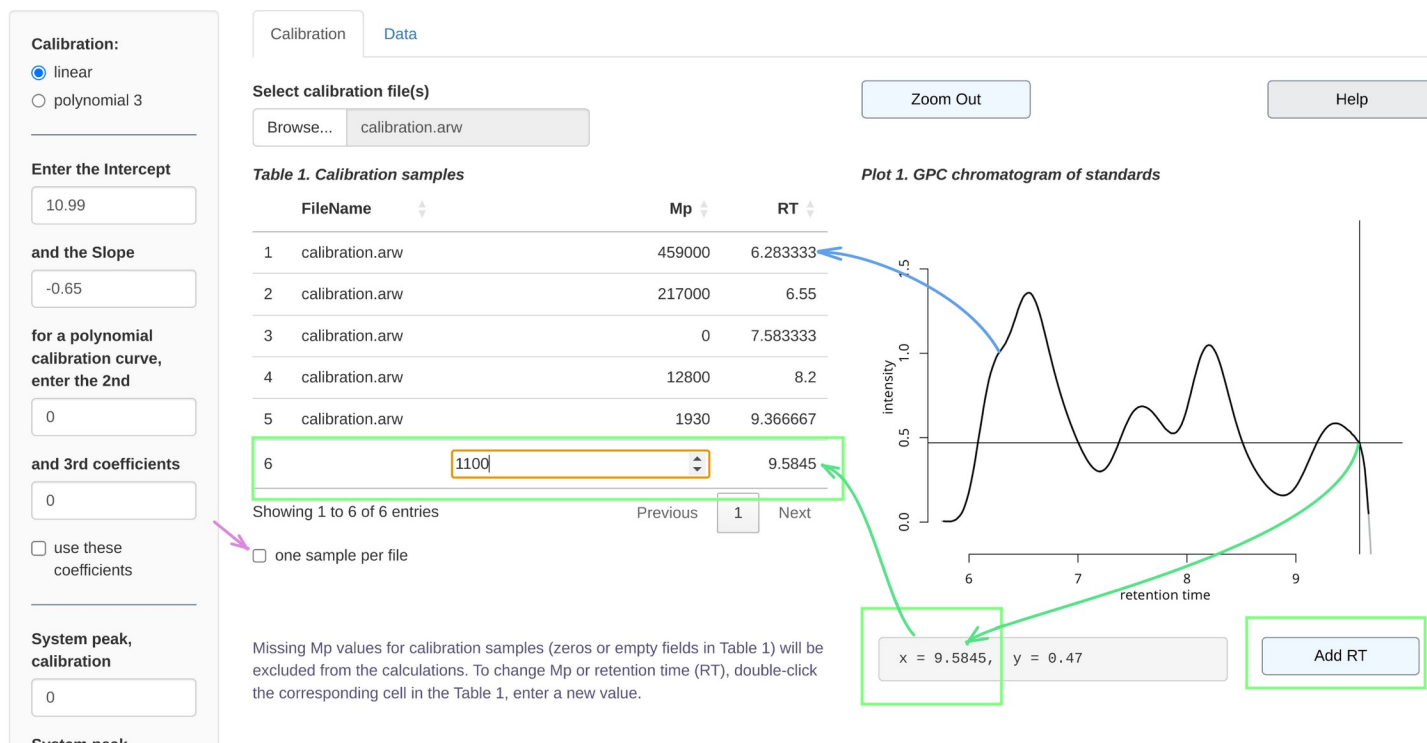 Calibration:
linear
polynomial 3
Enter the Intercept
10.99
and the Slope
-0.65
for a polynomial
calibration curve,
enter the 2nd
0
and 3rd coefficients
0
use these
coefficients
System peak,
calibration
0
Calibration Data
Select calibration file(s)
Browse... calibration.arw
Table 1. Calibration samples
FileName Mp RT
1 calibration.arw 459000 6.283333
2 calibration.arw 217000 6.55
3 calibration.arw 0 7.583333
4 calibration.arw 12800 8.2
5 calibration.arw 1930 9.366667
6 1100 9.5845
Showing 1 to 6 of 6 entries Previous 1 Next
one sample per file
Missing Mp values for calibration samples (zeros or empty fields in Table 1) will be
excluded from the calculations. To change Mp or retention time (RT), double-click
the corresponding cell in the Table 1, enter a new value.
Zoom Out Help
Plot 1. GPC chromatogram of standards
1.5
1.0
0.5
0.0
intensity
6 7 8 9
retention time
x = 9.5845, y = 0.47
Add RT